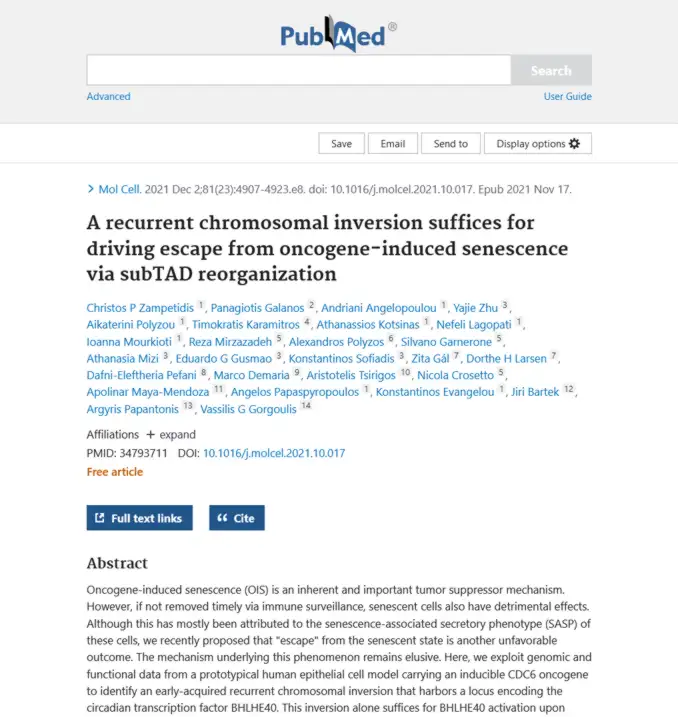 PubMed®
Search
Advanced
User Guide
Save
Email
Send to
Display options
Mol Cell. 2021 Dec 2;81(23):4907-4923.e8. doi: 10.1016/j.molcel.2021.10.017. Epub 2021 Nov 17.
A recurrent chromosomal inversion suffices for
driving escape from oncogene-induced senescence
via subTAD reorganization
Christos P Zampetidis 1, Panagiotis Galanos 2, Andriani Angelopoulou 1, Yajie Zhu 3,
Aikaterini Polyzou 1, Timokratis Karamitros 4, Athanassios Kotsinas 1, Nefeli Lagopati 1,
Ioanna Mourkioti 1, Reza Mirzazadeh 5, Alexandros Polyzos 6, Silvano Garnerone 5,
Athanasia Mizi 3, Eduardo G Gusmao 3, Konstantinos Sofiadis 3, Zita Gál 7, Dorthe H Larsen 7,
Dafni-Eleftheria Pefani 8, Marco Demaria 9, Aristotelis Tsirigos 10, Nicola Crosetto 5,
Apolinar Maya-Mendoza 11, Angelos Papaspyropoulos 1, Konstantinos Evangelou 1, Jiri Bartek 12,
Argyris Papantonis 13, Vassilis G Gorgoulis 14
Affiliations + expand
PMID: 34793711 DOI: 10.1016/j.molcel.2021.10.017
Free article
Full text links
Cite
Abstract
Oncogene-induced senescence (OIS) is an inherent and important tumor suppressor mechanism.
However, if not removed timely via immune surveillance, senescent cells also have detrimental effects.
Although this has mostly been attributed to the senescence-associated secretory phenotype (SASP) of
these cells, we recently proposed that "escape" from the senescent state is another unfavorable
outcome. The mechanism underlying this phenomenon remains elusive. Here, we exploit genomic and
functional data from a prototypical human epithelial cell model carrying an inducible CDC6 oncogene
to identify an early-acquired recurrent chromosomal inversion that harbors a locus encoding the
circadian transcription factor BHLHE40. This inversion alone suffices for BHLHE40 activation upon